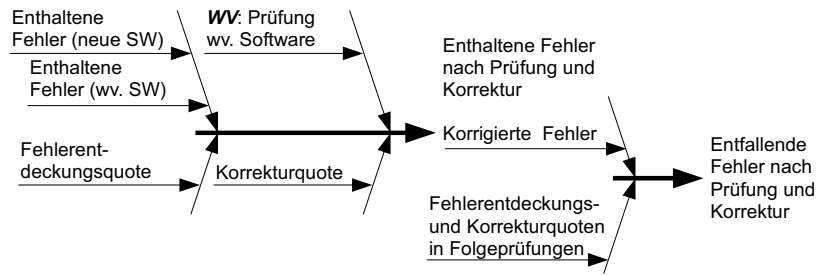 Enthaltene
Fehler (neue SW)
Enthaltene
Fehler (wv. SW)
Fehlerent-
deckungsquote
WV: Prüfung
wv. Software
Korrekturquote
Enthaltene Fehler
nach Prüfung und
Korrektur
Korrigierte Fehler
Fehlerentdeckungs-
und Korrekturquoten
in Folgeprüfungen
Entfallende
Fehler nach
Prüfung und
Korrektur